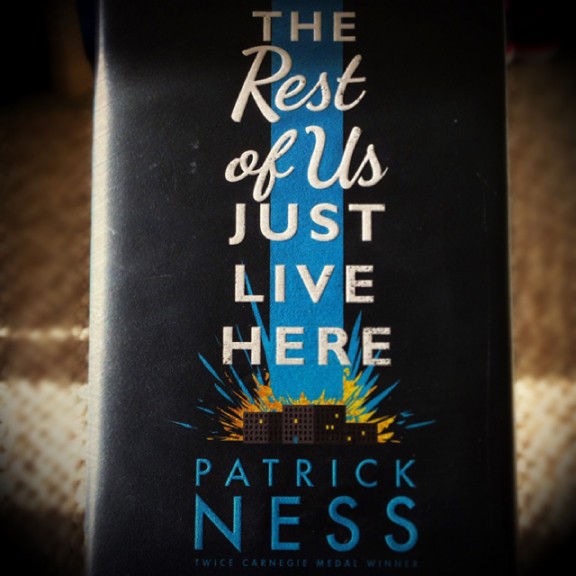 THE
Rest
of Us
JUST
LIVE
HERE
PATRICK
NESS
TWICE CARNEGIE MEDAL WINNER